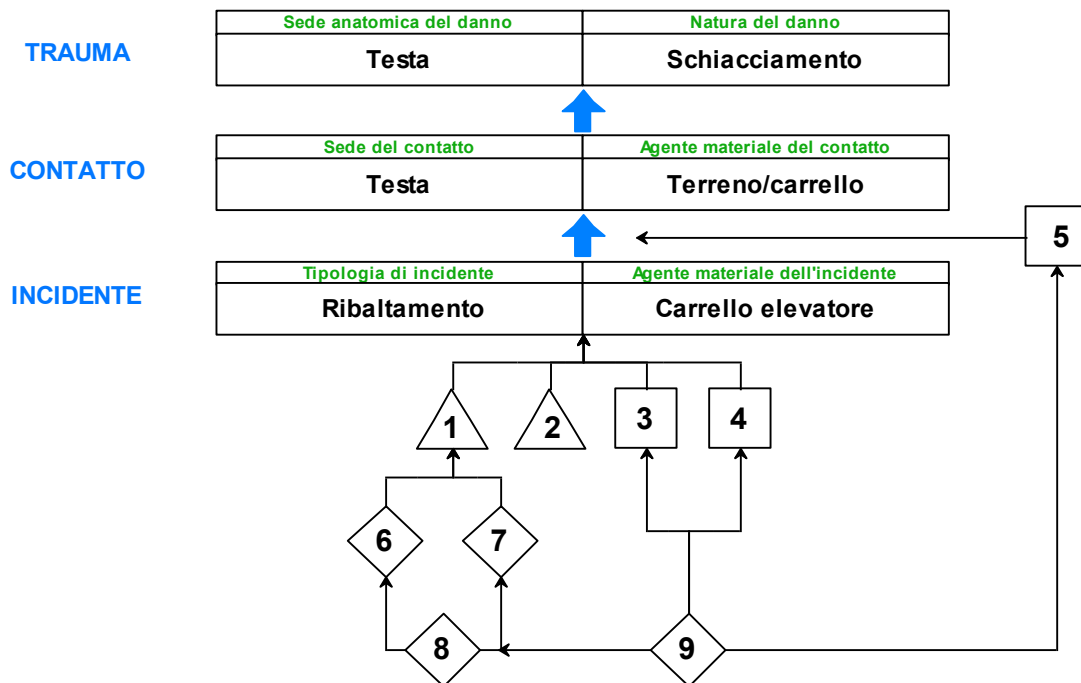 Sede anatomica del danno Natura del danno
TRAUMA Testa Schiacciamento
Sede del contatto Agente materiale del contatto
CONTATTO Testa Terreno/carrello
5
Tipologia di incidente Agente materiale dell'incidente
INCIDENTE Ribaltamento Carrello elevatore
1 2 3 4
6 7
8 9